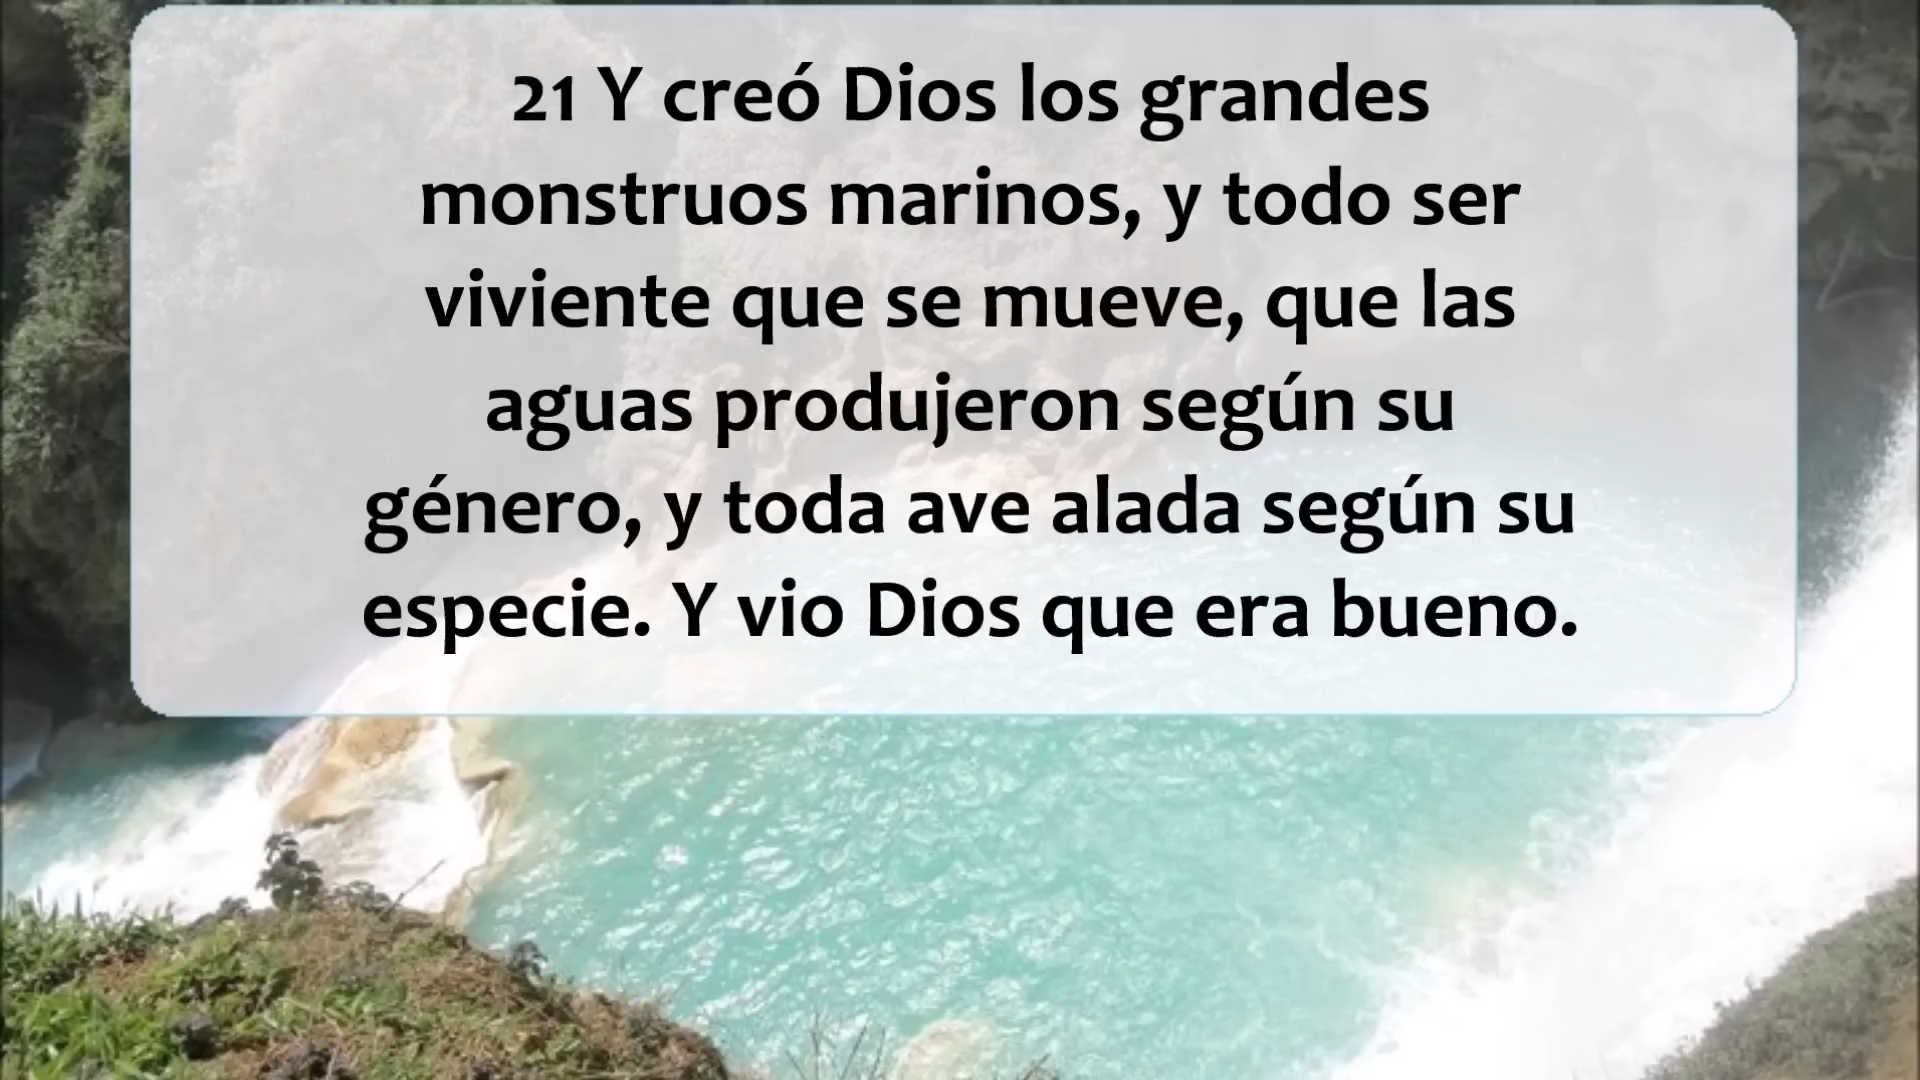 21 Y creó Dios los grandes
monstruos marinos, y todo ser
viviente que se mueve, que las
aguas produjeron según su
género, y toda ave alada según su
especie. Y vio Dios que era bueno.